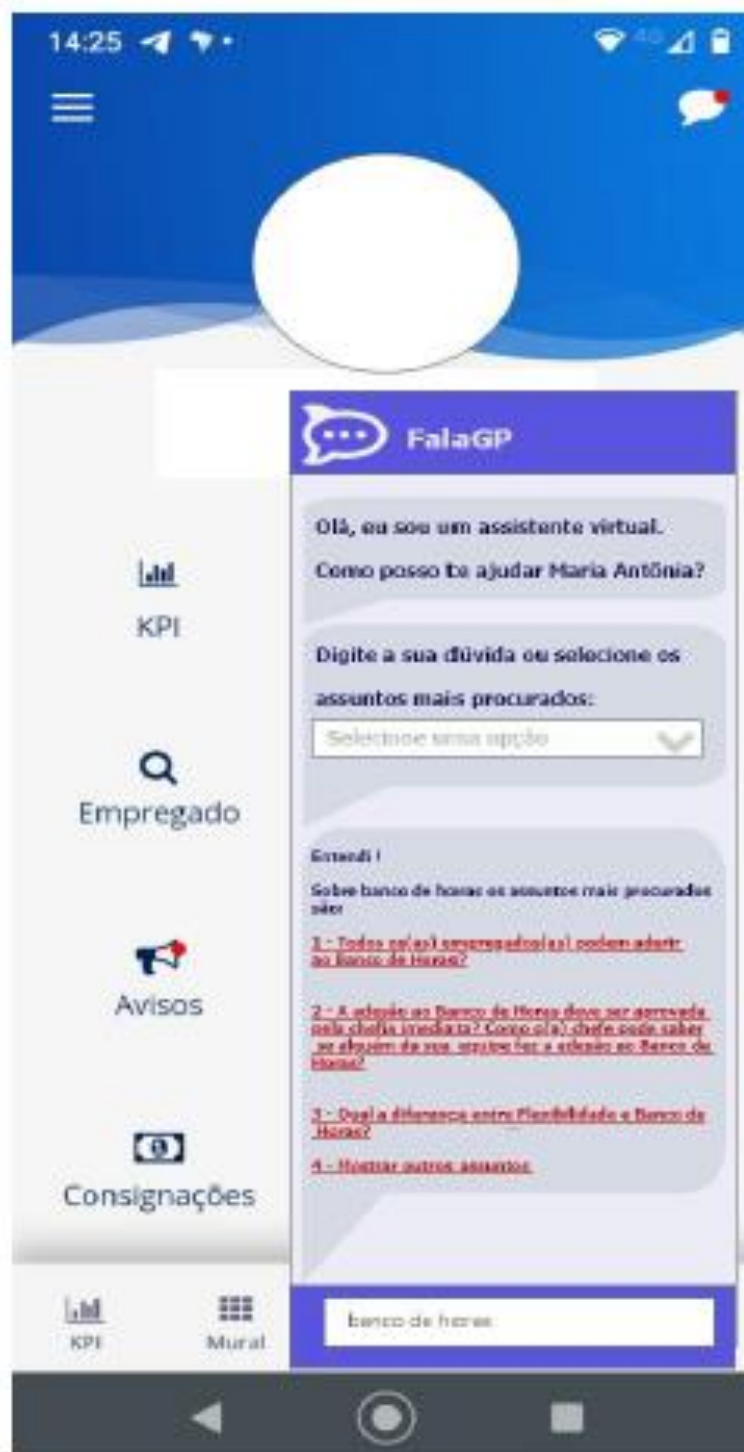 14:25
4G
FalaGP
Olá, eu sou um assistente virtual.
Como posso te ajudar Maria Antônia?
KPI
Digite a sua dúvida ou selecione os
assuntos mais procurados:
Selecione uma opção
Empregado
Entendi !
Sobre banco de horas os assuntos mais procurados
são:
1 - Todos os(as) empregados(as) podem aderir
ao Banco de Horas?
Avisos
2 - A adesão ao Banco de Horas deve ser aprovada
pela chefia imediata? Como o(a) chefe pode saber
se alguém da sua equipe fez a adesão ao Banco de
Horas?
3 - Qual a diferença entre Flexibilidade e Banco de
Horas?
4 - Mostrar outros assuntos
Consignações
KPI
Mural
banco de horas